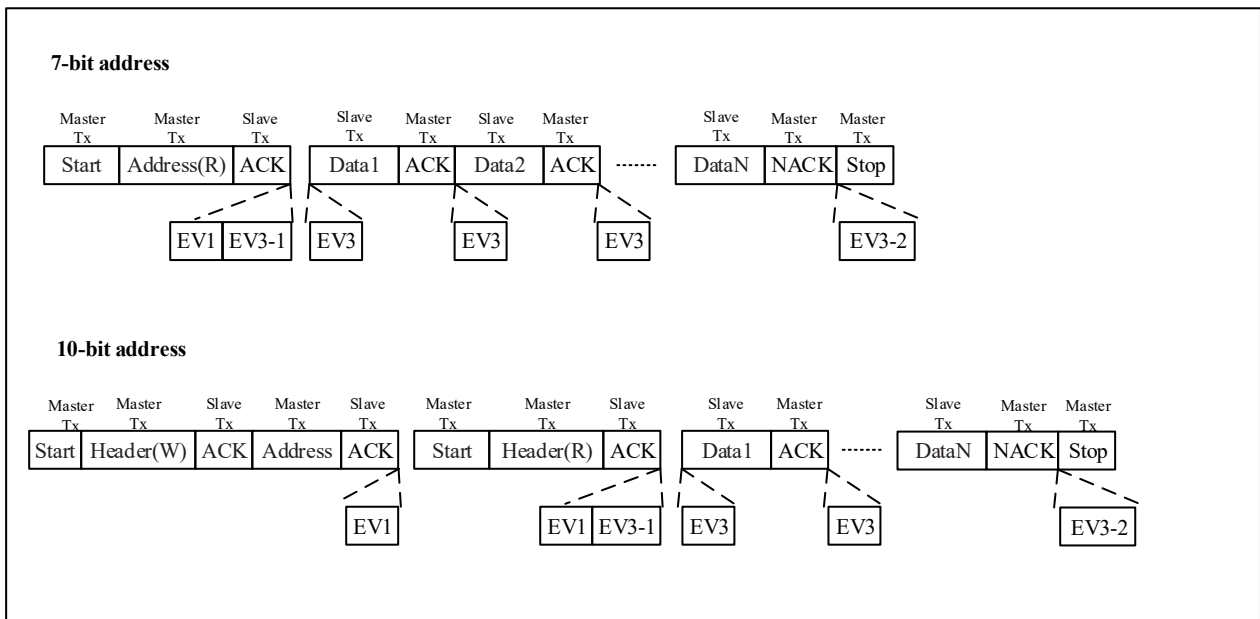 7-bit address
Master Tx Master Tx Slave Tx Slave Tx Master Tx Slave Tx Master Tx Slave Tx Master Tx Master Tx
Start Address(R) ACK Data1 ACK Data2 ACK ........ DataN NACK Stop
EV1 EV3-1 EV3 EV3 EV3 EV3-2
10-bit address
Master Tx Master Tx Slave Tx Master Tx Slave Tx Master Tx Master Tx Slave Tx Slave Tx Master Tx Slave Tx Master Tx Master Tx
Start Header(W) ACK Address ACK Start Header(R) ACK Data1 ACK ........ DataN NACK Stop
EV1 EV1 EV3-1 EV3 EV3 EV3-2